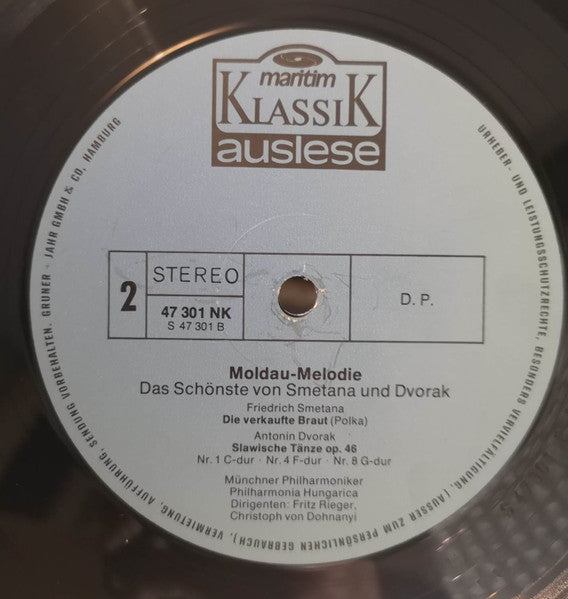 maritim
KLASSIK
auslese
2
STEREO
47 301 NK
S 47 301 B
D. P.
Moldau-Melodie
Das Schönste von Smetana und Dvorak
Friedrich Smetana
Die verkaufte Braut (Polka)
Antonin Dvorak
Slawische Tänze op. 46
Nr. 1 C-dur · Nr. 4 F-dur · Nr. 8 G-dur
Münchner Philharmoniker
Philharmonia Hungarica
Dirigenten: Fritz Rieger,
Christoph von Dohnanyi
URHEBER- UND LEISTUNGSSCHUTZRECHTE, BESONDERS VERVIELFÄLTIGUNG, (AUSSER ZUM PERSÖNLICHEN GEBRAUCH), VERMIETUNG, AUFFÜHRUNG, SENDUNG VORBEHALTEN. GRUNER + JAHR GMBH & CO, HAMBURG